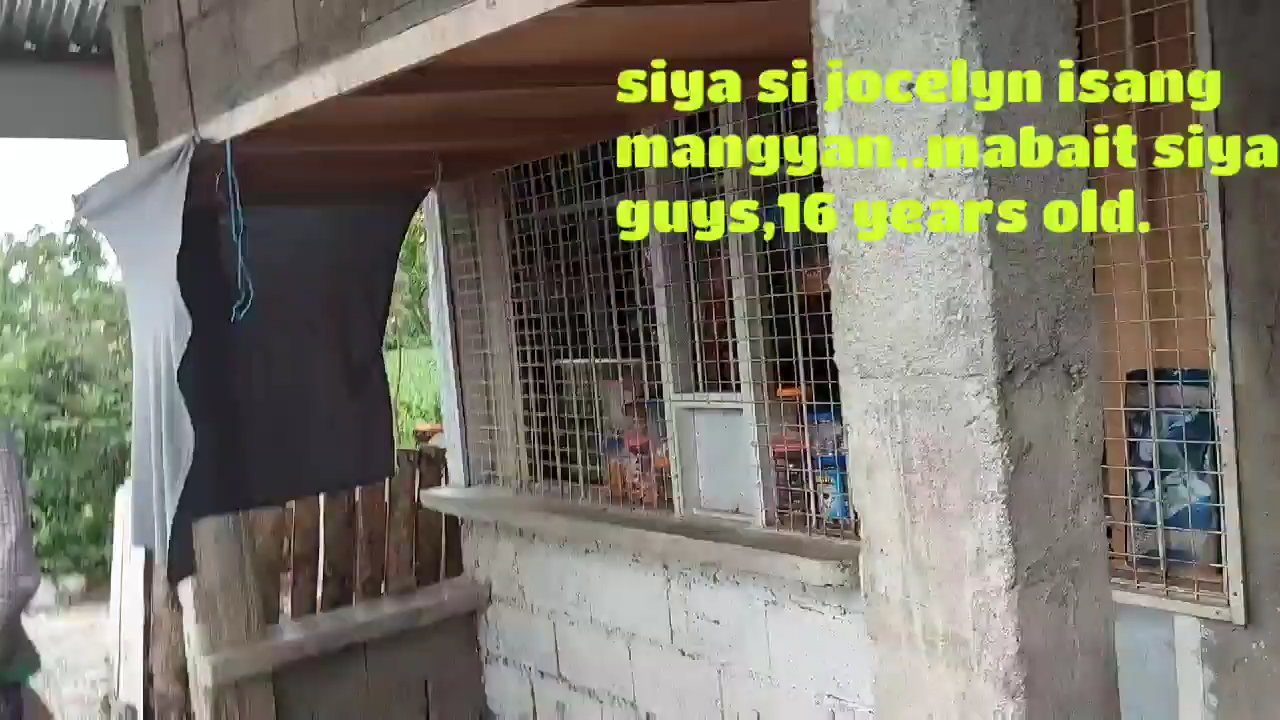 siya si jocelyn isang
mangyan..mabait siya
guys,16 years old.